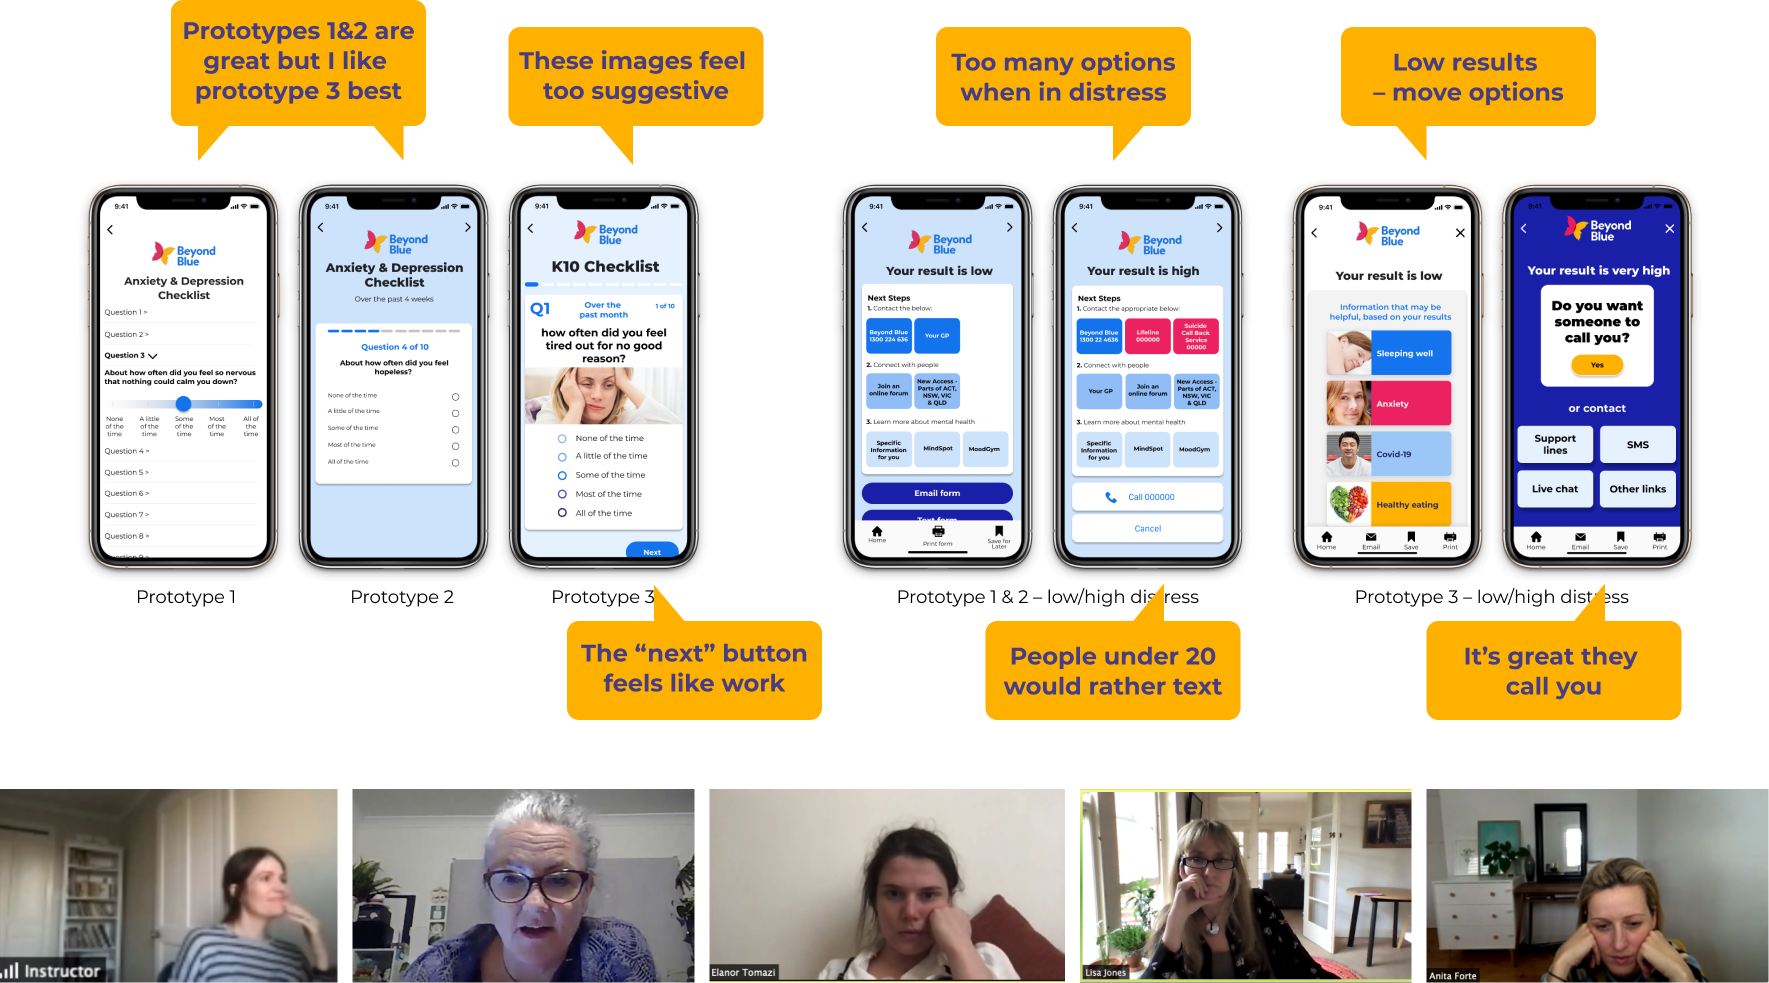 Prototypes 1&2 are
great but I like
prototype 3 best
These images feel
too suggestive
Too many options
when in distress
Low results
– move options
9:41
Beyond
Blue
Anxiety & Depression
Checklist
Question 1 >
Question 2 >
Question 3
About how often did you feel so nervous
that nothing could calm you down?
None
of the
time
A little
of the
time
Some
of the
time
Most
of the
time
All of
the
time
Question 4 >
Question 5 >
Question 6 >
Question 7 >
Question 8 >
Question 9 >
9:41
Beyond
Blue
Anxiety & Depression
Checklist
Over the past 4 weeks
Question 4 of 10
About how often did you feel
hopeless?
None of the time
A little of the time
Some of the time
Most of the time
All of the time
9:41
Beyond
Blue
K10 Checklist
Q1
Over the
past month
1 of 10
how often did you feel
tired out for no good
reason?
None of the time
A little of the time
Some of the time
Most of the time
All of the time
Next
9:41
Beyond
Blue
Your result is low
Next Steps
1. Contact the below:
Beyond Blue
1300 224 636
Your GP
2. Connect with people
Join an
online forum
New Access -
Parts of ACT,
NSW, VIC
& QLD
3. Learn more about mental health
Specific
Information
for you
MindSpot
MoodGym
Email form
Text form
Home
Print form
Save for
Later
9:41
Beyond
Blue
Your result is high
Next Steps
1. Contact the appropriate below:
Beyond Blue
1300 22 4636
Lifeline
000000
Suicide
Call Back
Service
00000
2. Connect with people
Your GP
Join an
online forum
New Access -
Parts of ACT,
NSW, VIC
& QLD
3. Learn more about mental health
Specific
Information
for you
MindSpot
MoodGym
Call 000000
Cancel
9:41
Beyond
Blue
Your result is low
Information that may be
helpful, based on your results
Sleeping well
Anxiety
Covid-19
Healthy eating
Home
Email
Save
Print
9:41
Beyond
Blue
Your result is very high
Do you want
someone to
call you?
Yes
or contact
Support
lines
SMS
Live chat
Other links
Home
Email
Save
Print
Prototype 1
Prototype 2
Prototype 3
Prototype 1 & 2 – low/high distress
Prototype 3 – low/high distress
The “next” button
feels like work
People under 20
would rather text
It’s great they
call you
Instructor
Elanor Tomazi
Lisa Jones
Anita Forte